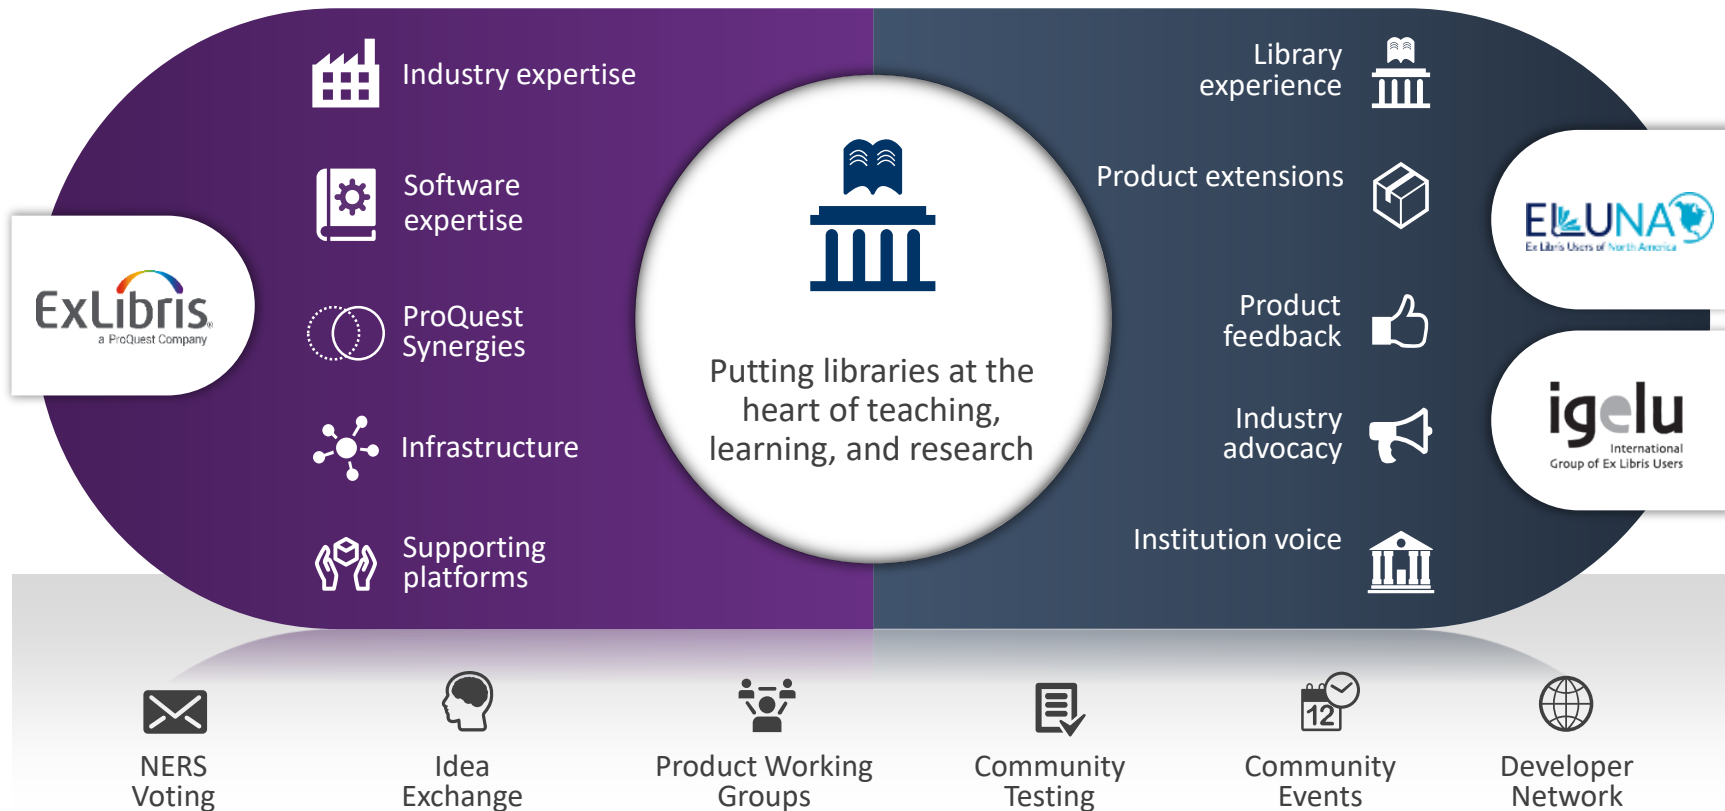 Industry expertise
Software
expertise
ProQuest
Synergies
Infrastructure
Supporting
platforms
ExLibris®
a ProQuest Company
Putting libraries at the
heart of teaching,
learning, and research
Library
experience
Product extensions
Product
feedback
Industry
advocacy
Institution voice
ELUNA
Ex Libris Users of North America
igelu
International
Group of Ex Libris Users
NERS
Voting
Idea
Exchange
Product Working
Groups
Community
Testing
12
Community
Events
Developer
Network